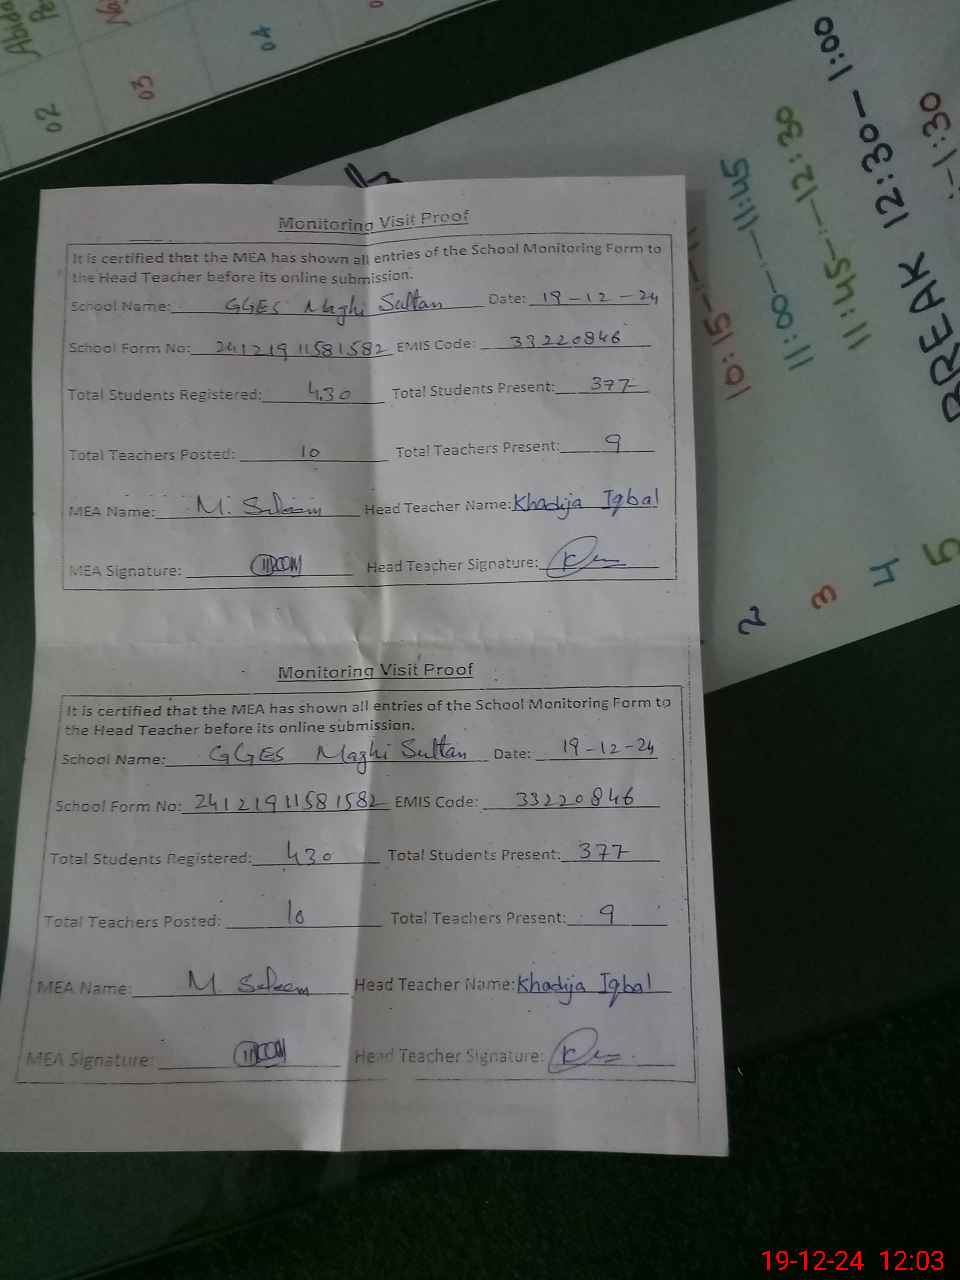 Monitoring Visit Proof
It is certified that the MEA has shown all entries of the School Monitoring Form to
the Head Teacher before its online submission.
School Name: GGES Maghi Sultan Date: 19-12-24
School Form No: 24121911581582 EMIS Code: 33220846
Total Students Registered: 430 Total Students Present: 377
Total Teachers Posted: 10 Total Teachers Present: 9
MEA Name: M. Saleem Head Teacher Name: Khadija Iqbal
MEA Signature: Head Teacher Signature:
Monitoring Visit Proof
It is certified that the MEA has shown all entries of the School Monitoring Form to
the Head Teacher before its online submission.
School Name: GGES Maghi Sultan Date: 19-12-24
School Form No: 24121911581582 EMIS Code: 33220846
Total Students Registered: 430 Total Students Present: 377
Total Teachers Posted: 10 Total Teachers Present: 9
MEA Name: M. Saleem Head Teacher Name: Khadija Iqbal
MEA Signature: Head Teacher Signature:
02
03
04
2
3 10:15
4 11:00-11:45
5 11:45-12:30
BREAK 12:30-1:00
1:30
19-12-24 12:03